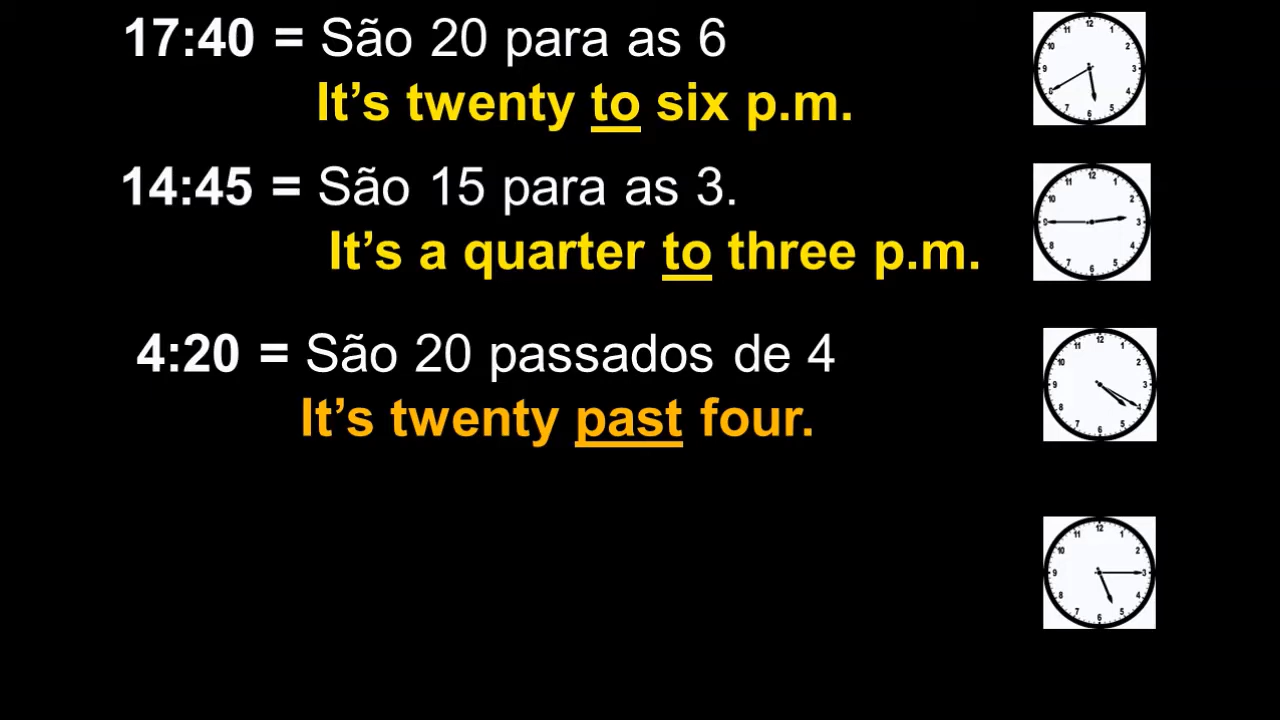 17:40 = São 20 para as 6
It’s twenty to six p.m.
14:45 = São 15 para as 3.
It’s a quarter to three p.m.
4:20 = São 20 passados de 4
It’s twenty past four.